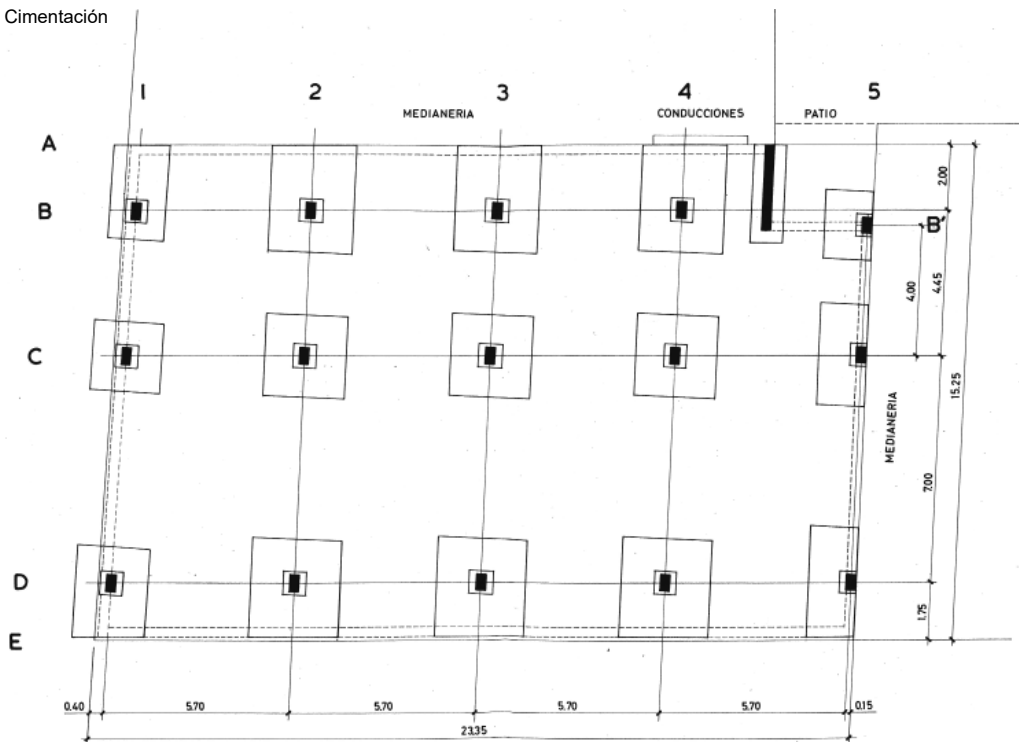 Cimentación
1 2 3 4 5
MEDIANERIA CONDUCCIONES PATIO
A
2.00
B
B'
4.00
4.45
C
15.25
MEDIANERIA
7.00
D
1,75
E
0.40 5.70 5.70 5.70 5.70 0.15
23.35